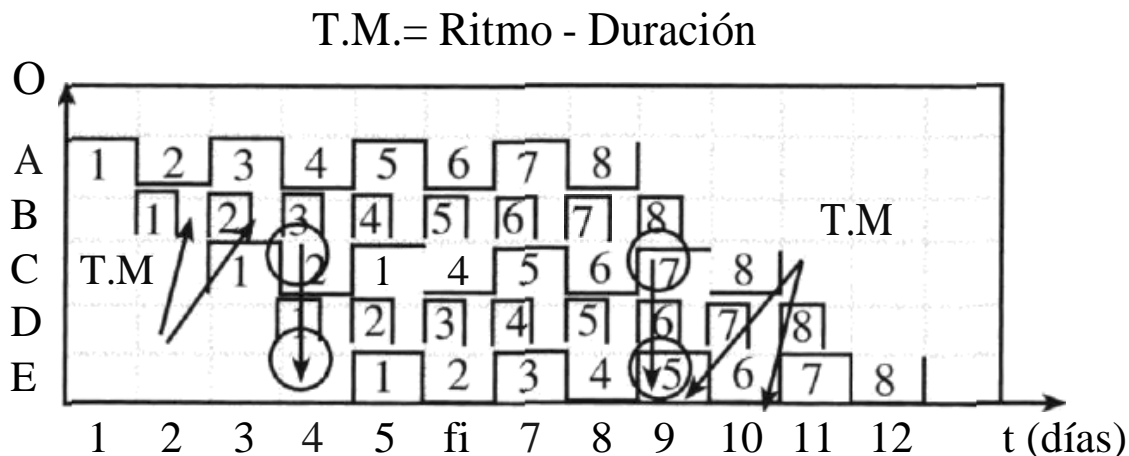 T.M.= Ritmo - Duración
O
A 1 2 3 4 5 6 7 8
B 1 2 3 4 5 6 7 8 T.M
C T.M 1 2 1 4 5 6 7 8
D 1 2 3 4 5 6 7 8
E 1 2 3 4 5 6 7 8
1 2 3 4 5 fi 7 8 9 10 11 12 t (días)